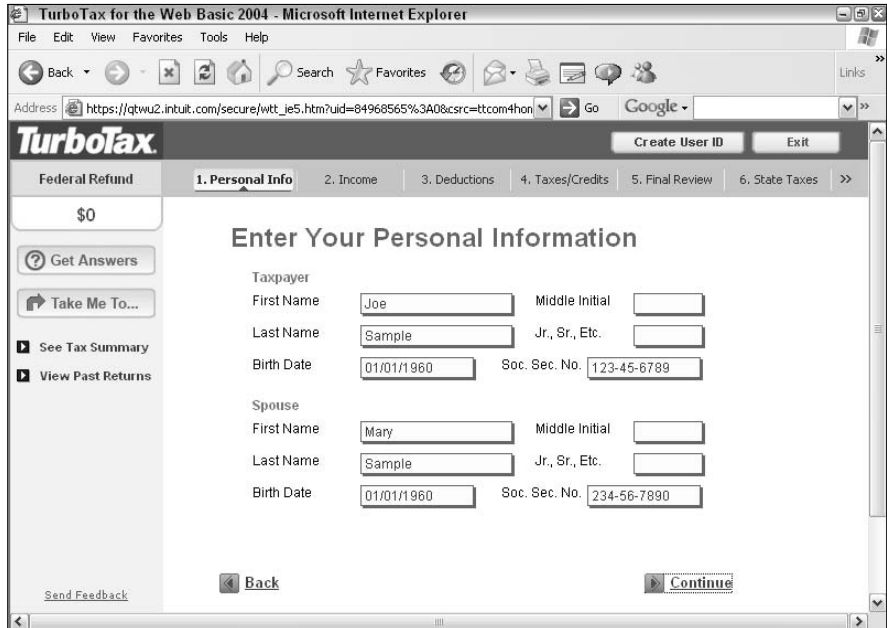 TurboTax for the Web Basic 2004 - Microsoft Internet Explorer
File Edit View Favorites Tools Help
Back Search Favorites Links
Address https://qtwu2.intuit.com/secure/wtt_ie5.htm?uid=84968565%3A0&csrc=ttcom4hon Go Google
TurboTax. Create User ID Exit
Federal Refund 1. Personal Info 2. Income 3. Deductions 4. Taxes/Credits 5. Final Review 6. State Taxes >>
$0
Get Answers
Take Me To...
See Tax Summary
View Past Returns
Send Feedback
Enter Your Personal Information
Taxpayer
First Name Joe Middle Initial
Last Name Sample Jr., Sr., Etc.
Birth Date 01/01/1960 Soc. Sec. No. 123-45-6789
Spouse
First Name Mary Middle Initial
Last Name Sample Jr., Sr., Etc.
Birth Date 01/01/1960 Soc. Sec. No. 234-56-7890
Back Continue